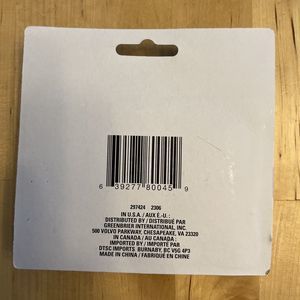 6 39277 80045 9
297424 2306
IN U.S.A. / AUX É.-U. :
DISTRIBUTED BY / DISTRIBUÉ PAR
GREENBRIER INTERNATIONAL, INC.
500 VOLVO PARKWAY, CHESAPEAKE, VA 23320
IN CANADA / AU CANADA :
IMPORTED BY / IMPORTÉ PAR
DTSC IMPORTS BURNABY, BC V5G 4P3
MADE IN CHINA / FABRIQUÉ EN CHINE